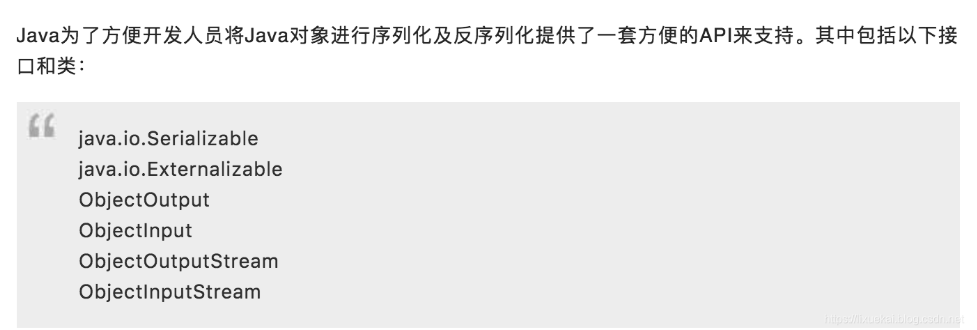 Java为了方便开发人员将Java对象进行序列化及反序列化提供了一套方便的API来支持。其中包括以下接
口和类：
java.io.Serializable
java.io.Externalizable
ObjectOutput
ObjectInput
ObjectOutputStream
ObjectInputStream